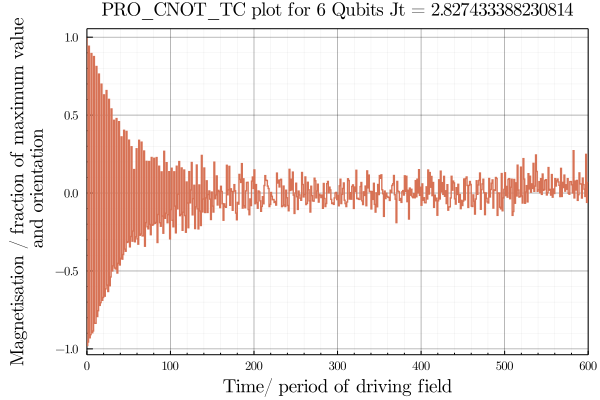 PRO_CNOT_TC plot for 6 Qubits Jt = 2.827433388230814
Magnetisation / fraction of maximum value
and orientation
1.0
0.5
0.0
−0.5
−1.0
0 100 200 300 400 500 600
Time/ period of driving field